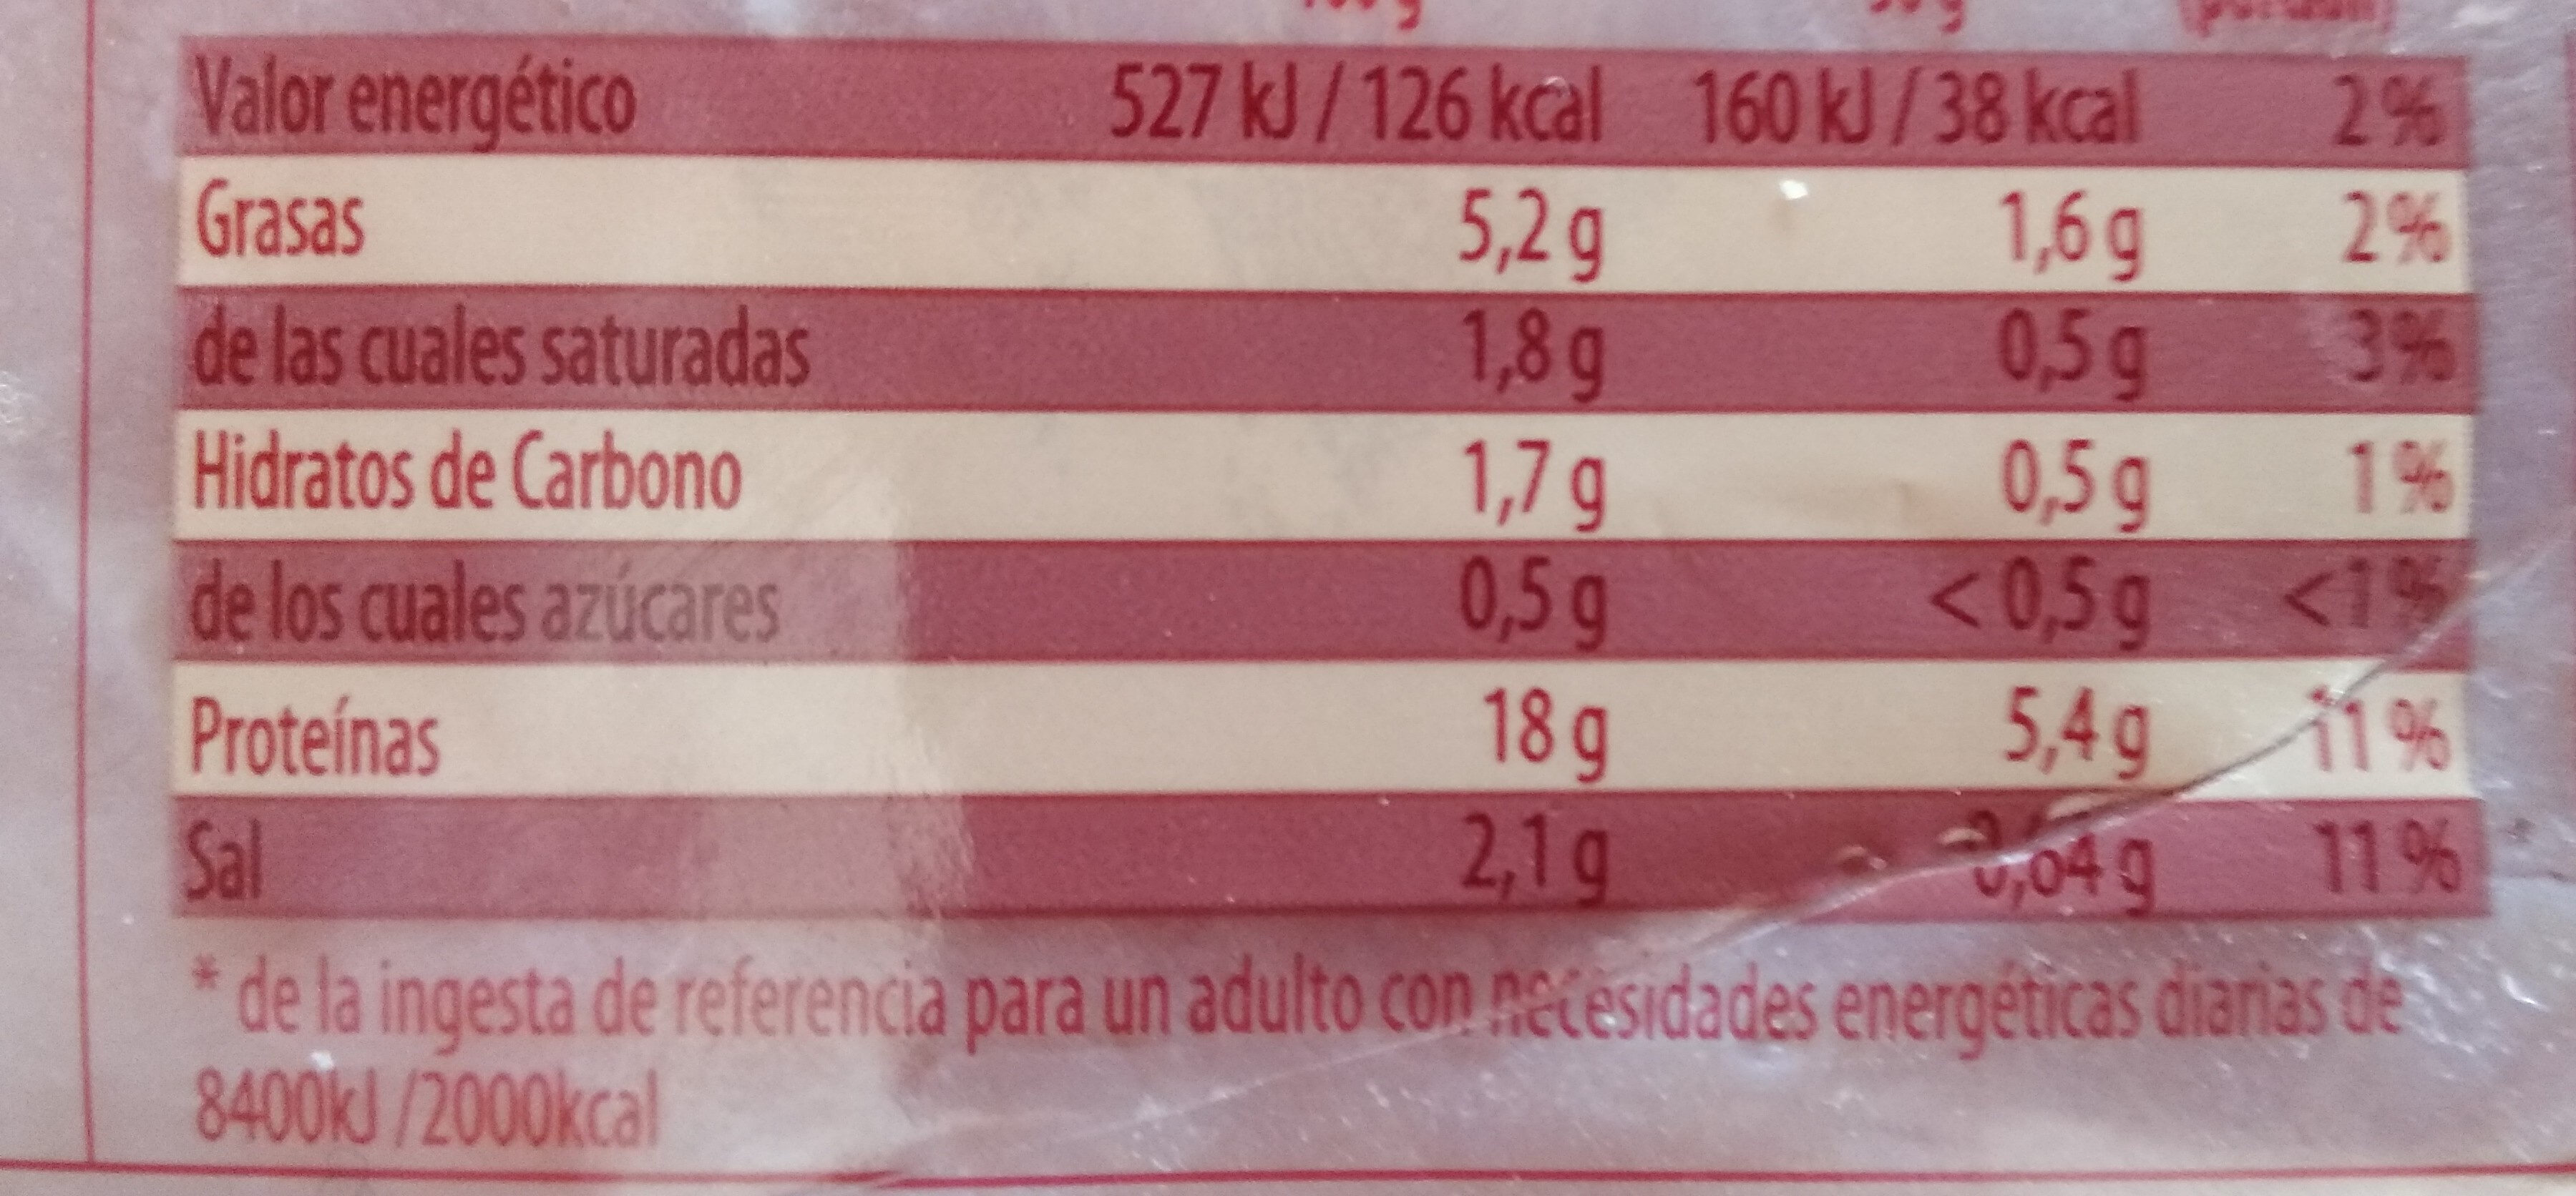 Valor energético 527 kJ / 126 kcal 160 kJ / 38 kcal 2 %
Grasas 5,2 g 1,6 g 2 %
de las cuales saturadas 1,8 g 0,5 g 3 %
Hidratos de Carbono 1,7 g 0,5 g 1 %
de los cuales azúcares 0,5 g < 0,5 g <1 %
Proteínas 18 g 5,4 g 11 %
Sal 2,1 g 0,64 g 11 %
* de la ingesta de referencia para un adulto con necesidades energéticas diarias de
8400kJ /2000kcal